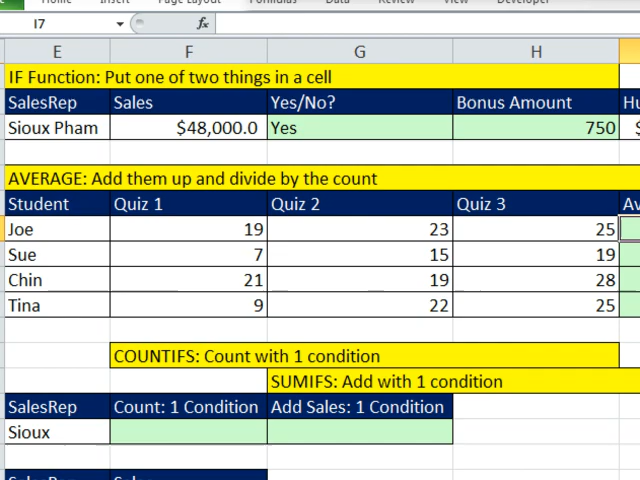 Home Insert Page Layout Formulas Data Review View Developer
I7 fx
E F G H
IF Function: Put one of two things in a cell
SalesRep Sales Yes/No? Bonus Amount Hu
Sioux Pham $48,000.0 Yes 750 $
AVERAGE: Add them up and divide by the count
Student Quiz 1 Quiz 2 Quiz 3 Av
Joe 19 23 25
Sue 7 15 19
Chin 21 19 28
Tina 9 22 25
COUNTIFS: Count with 1 condition
SUMIFS: Add with 1 condition
SalesRep Count: 1 Condition Add Sales: 1 Condition
Sioux
SalesRep Sales